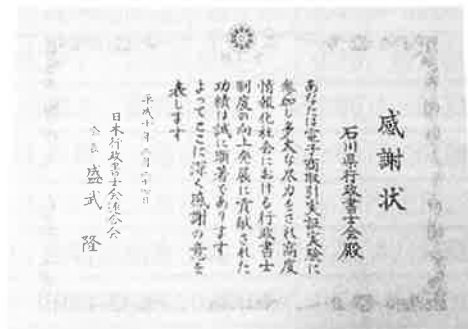 感謝状
石川県行政書士会殿
あなたは電子商取引実証実験に
参加し多大な尽力をされ高度
情報化社会における行政書士
制度の向上発展に貢献された
功績は誠に顕著であります
よってここに深く感謝の意を
表します
平成十年
日本行政書士会連合会
会長 盛武 隆